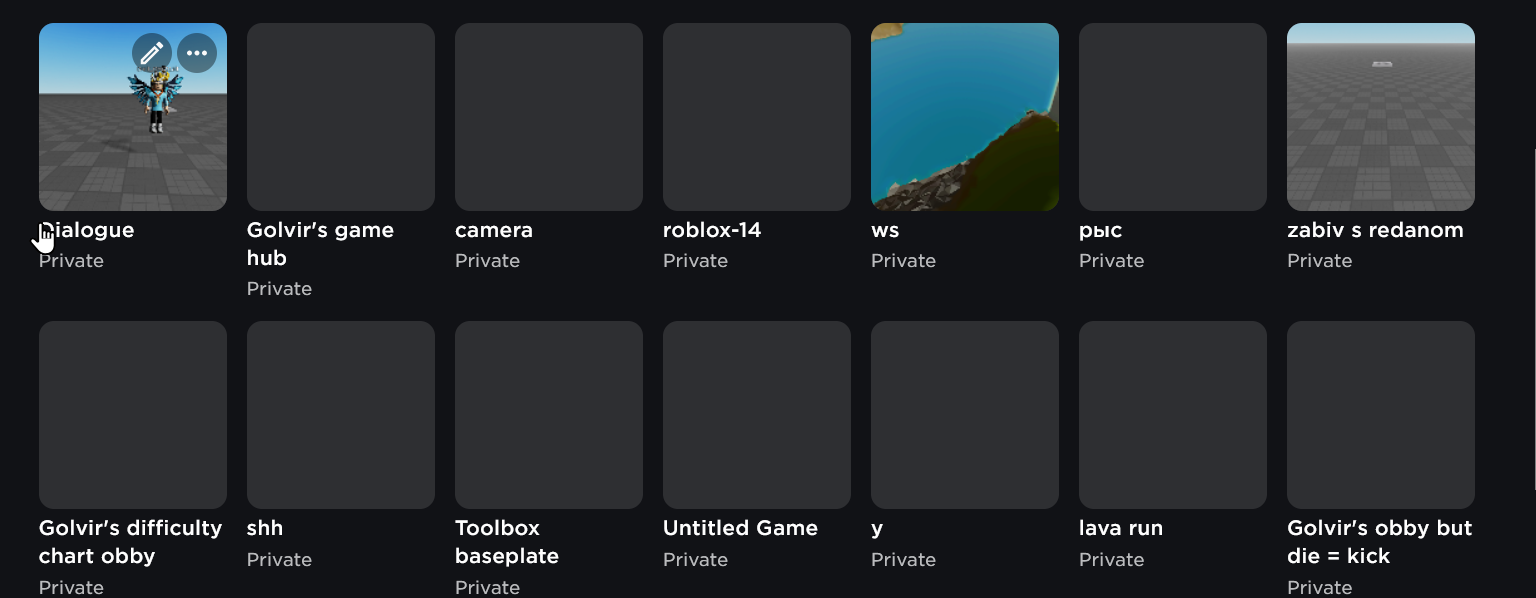 Dialogue
Golvir's game
hub
camera
roblox-14
ws
рыс
zabiv s redanom
Private
Private
Private
Private
Private
Private
Private
Golvir's difficulty
chart obby
shh
Toolbox
baseplate
Untitled Game
y
lava run
Golvir's obby but
die = kick
Private
Private
Private
Private
Private
Private
Private